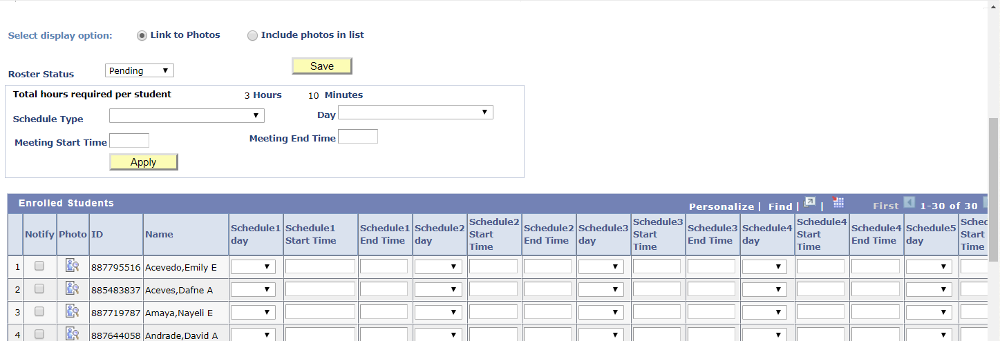 Select display option: Link to Photos Include photos in list
Roster Status Pending Save
Total hours required per student 3 Hours 10 Minutes
Schedule Type Day
Meeting Start Time Meeting End Time
Apply
Enrolled Students Personalize | Find | | First 1-30 of 30
Notify Photo ID Name Schedule1 day Schedule1 Start Time Schedule1 End Time Schedule2 day Schedule2 Start Time Schedule2 End Time Schedule3 day Schedule3 Start Time Schedule3 End Time Schedule4 day Schedule4 Start Time Schedule4 End Time Schedule5 day Start Time
1 887795516 Acevedo,Emily E
2 885483837 Aceves,Dafne A
3 887719787 Amaya,Nayeli E
4 887644058 Andrade,David A